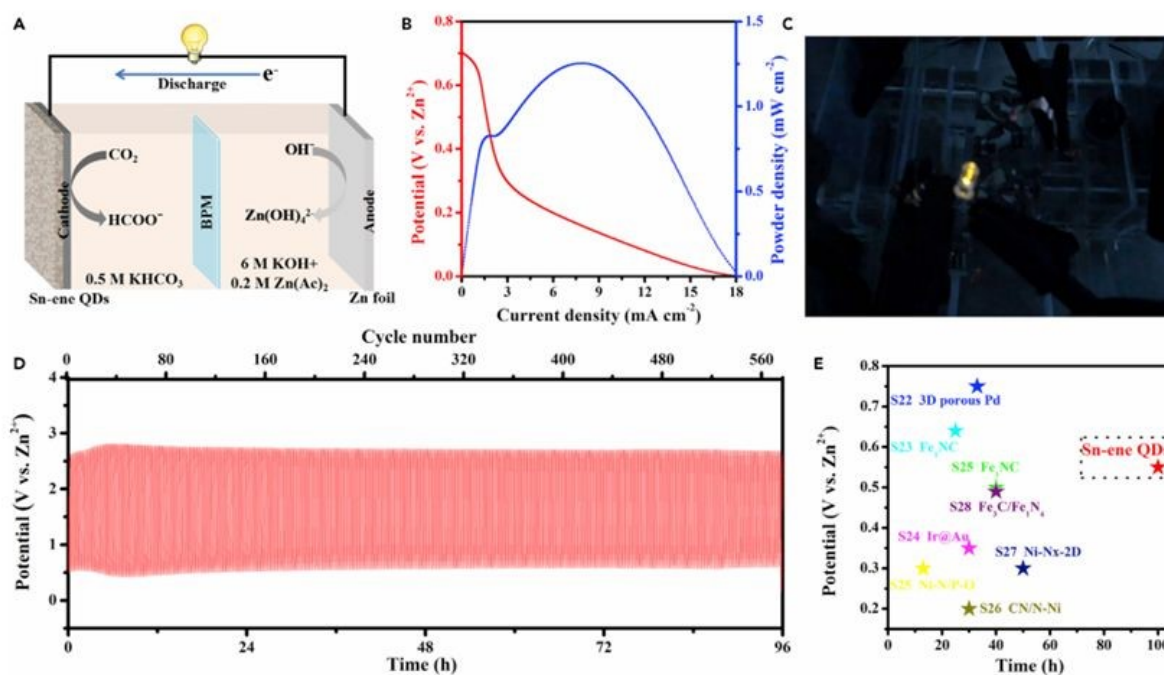 A
e⁻
Discharge
CO₂
HCOO⁻
Cathode
BPM
OH⁻
Zn(OH)₄²⁻
Anode
0.5 M KHCO₃
6 M KOH+
0.2 M Zn(Ac)₂
Sn-ene QDs
Zn foil
B
0.8
0.6
0.4
0.2
0.0
Potential (V vs. Zn²⁺)
1.5
1.0
0.5
0.0
Powder density (mW cm⁻²)
0 3 6 9 12 15 18
Current density (mA cm⁻²)
C
D
Cycle number
0 80 160 240 320 400 480 560
4
3
2
1
0
Potential (V vs. Zn²⁺)
0 24 48 72 96
Time (h)
E
0.8
0.7
0.6
0.5
0.4
0.3
0.2
Potential (V vs. Zn²⁺)
S22 3D porous Pd
S23 Fe₁NC
Sn-ene QD
S25 Fe₁NC
S28 Fe₃C/Fe₁N₄
S24 Ir@Au
S27 Ni-Nx-2D
S25 Ni-N/P-O
S26 CN/N-Ni
0 20 40 60 80 100
Time (h)